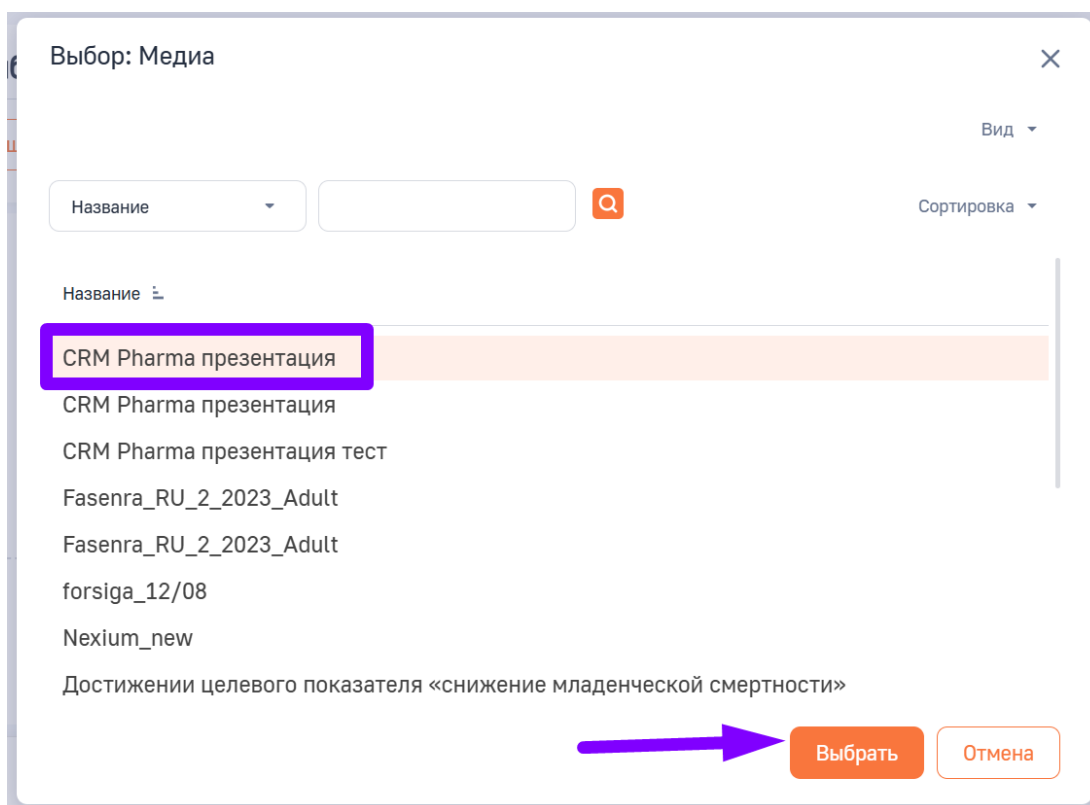 Выбор: Медиа
Вид
Название
Сортировка
Название
CRM Pharma презентация
CRM Pharma презентация
CRM Pharma презентация тест
Fasenra_RU_2_2023_Adult
Fasenra_RU_2_2023_Adult
forsiga_12/08
Nexium_new
Достижении целевого показателя «снижение младенческой смертности»
Выбрать Отмена